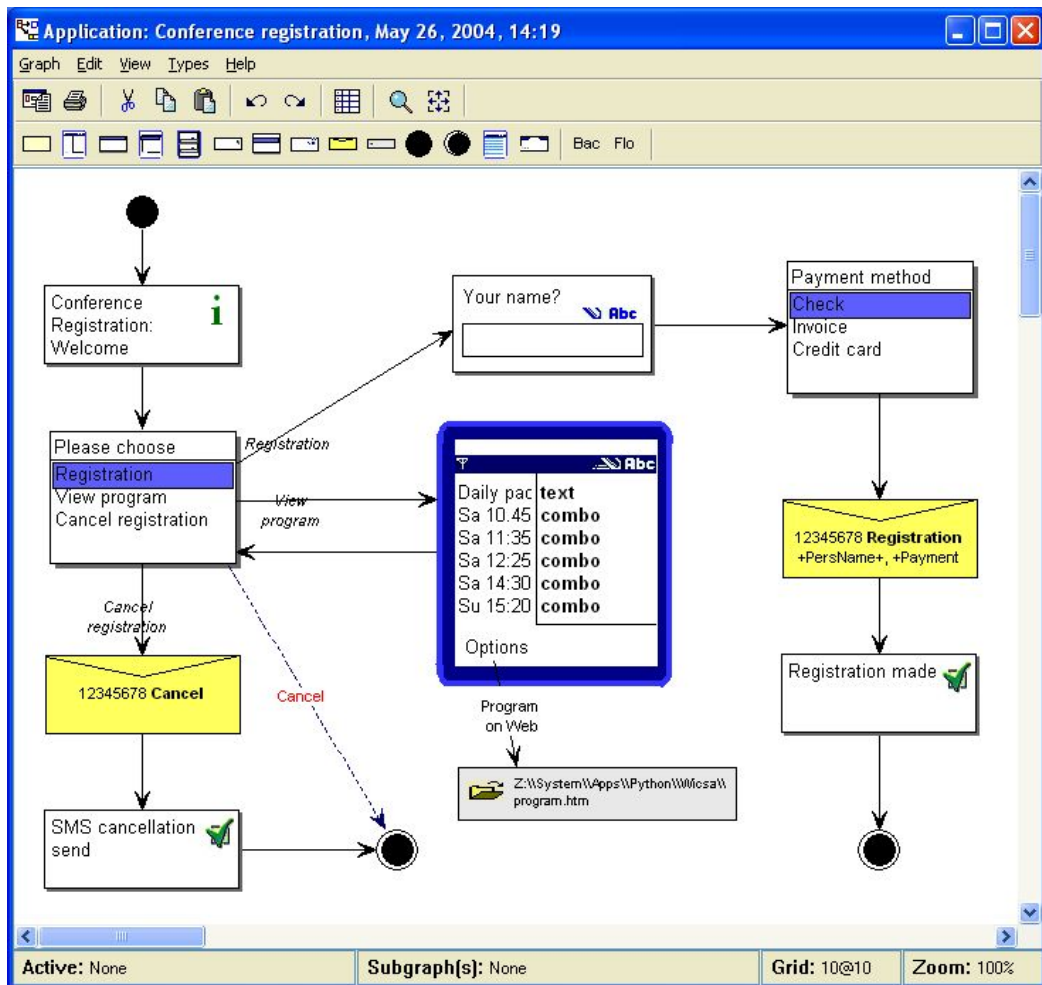 Application: Conference registration, May 26, 2004, 14:19
Graph Edit View Types Help
Bac Flo
Conference
Registration:
Welcome
i
Your name?
Abc
Payment method
Check
Invoice
Credit card
Please choose
Registration
View program
Cancel registration
Registration
View
program
Abc
Daily pac text
Sa 10.45 combo
Sa 11:35 combo
Sa 12:25 combo
Sa 14:30 combo
Su 15:20 combo
Options
12345678 Registration
+PersName+, +Payment
Cancel
registration
12345678 Cancel
Cancel
Program
on Web
Registration made
Z:\\System\\Apps\\Python\\Wicsa\\
program.htm
SMS cancellation
send
Active: None
Subgraph(s): None
Grid: 10@10
Zoom: 100%